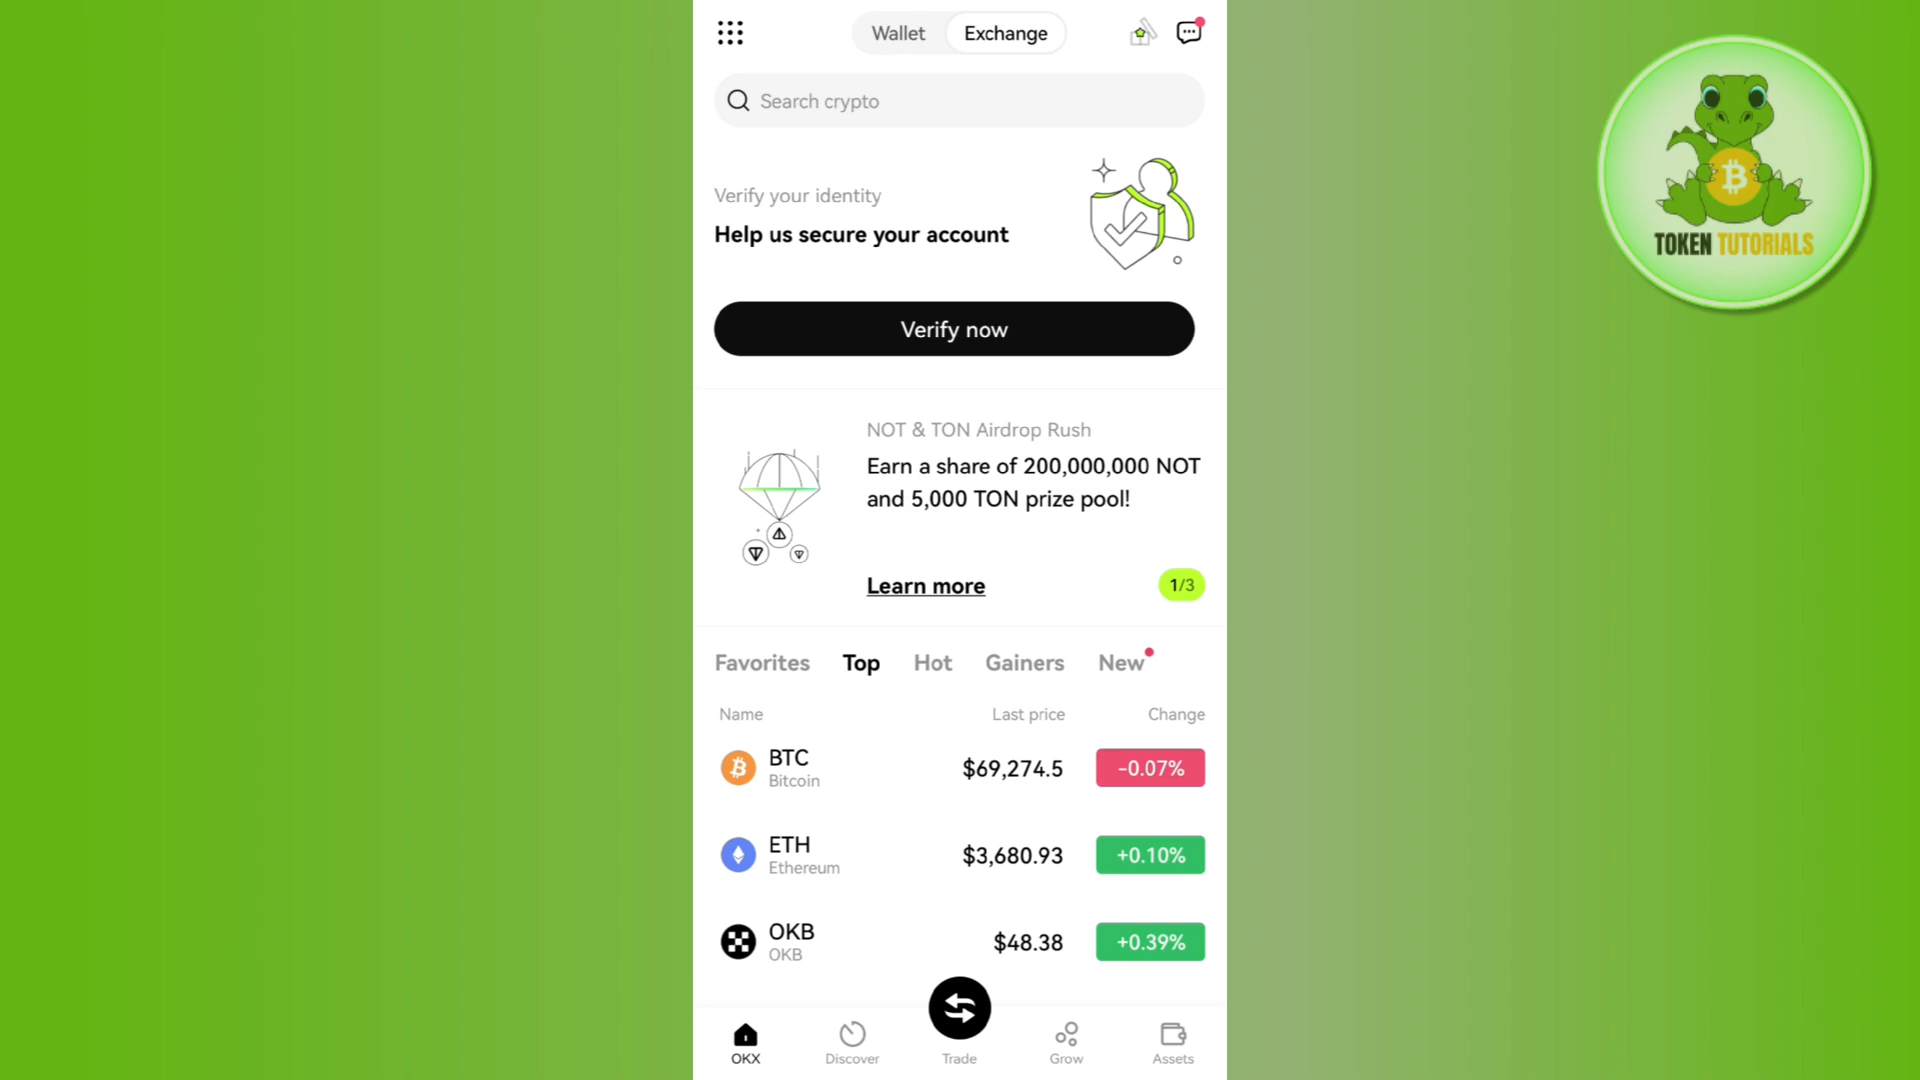 Wallet
Exchange
Search crypto
Verify your identity
Help us secure your account
Verify now
NOT & TON Airdrop Rush
Earn a share of 200,000,000 NOT
and 5,000 TON prize pool!
Learn more
1/3
Favorites Top Hot Gainers New
Name Last price Change
BTC
Bitcoin
$69,274.5
-0.07%
ETH
Ethereum
$3,680.93
+0.10%
OKB
OKB
$48.38
+0.39%
OKX Discover Trade Grow Assets
TOKEN TUTORIALS